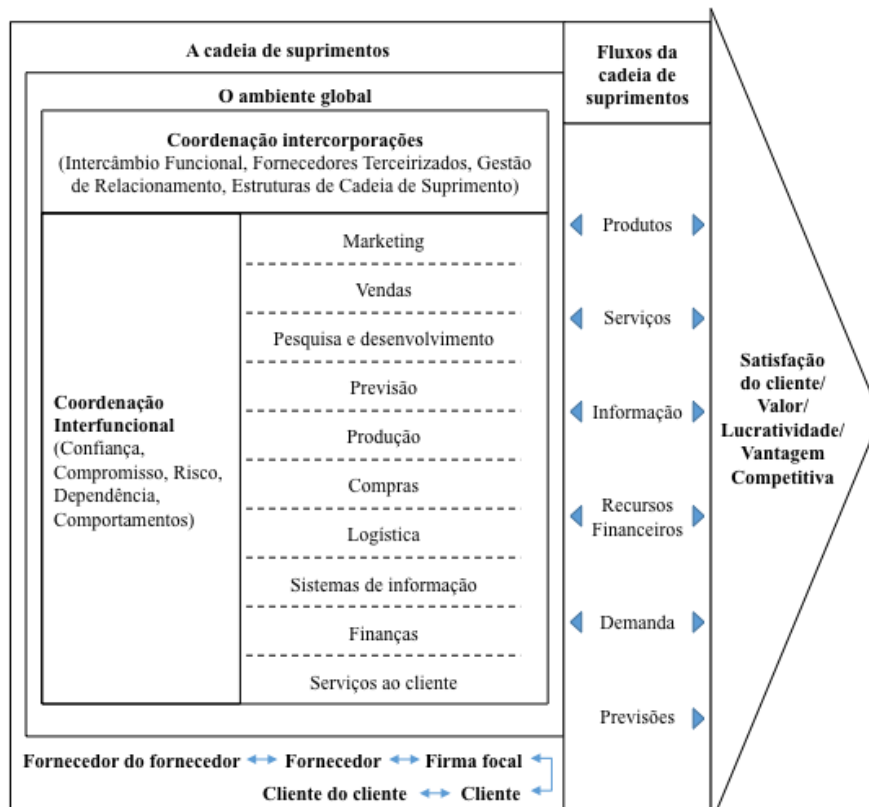 A cadeia de suprimentos
O ambiente global
Coordenação intercorporações
(Intercâmbio Funcional, Fornecedores Terceirizados, Gestão
de Relacionamento, Estruturas de Cadeia de Suprimento)
Coordenação
Interfuncional
(Confiança,
Compromisso, Risco,
Dependência,
Comportamentos)
Marketing
Vendas
Pesquisa e desenvolvimento
Previsão
Produção
Compras
Logística
Sistemas de informação
Finanças
Serviços ao cliente
Fornecedor do fornecedor Fornecedor Firma focal
Cliente do cliente Cliente
Fluxos da
cadeia de
suprimentos
Produtos
Serviços
Informação
Recursos
Financeiros
Demanda
Previsões
Satisfação
do cliente/
Valor/
Lucratividade/
Vantagem
Competitiva